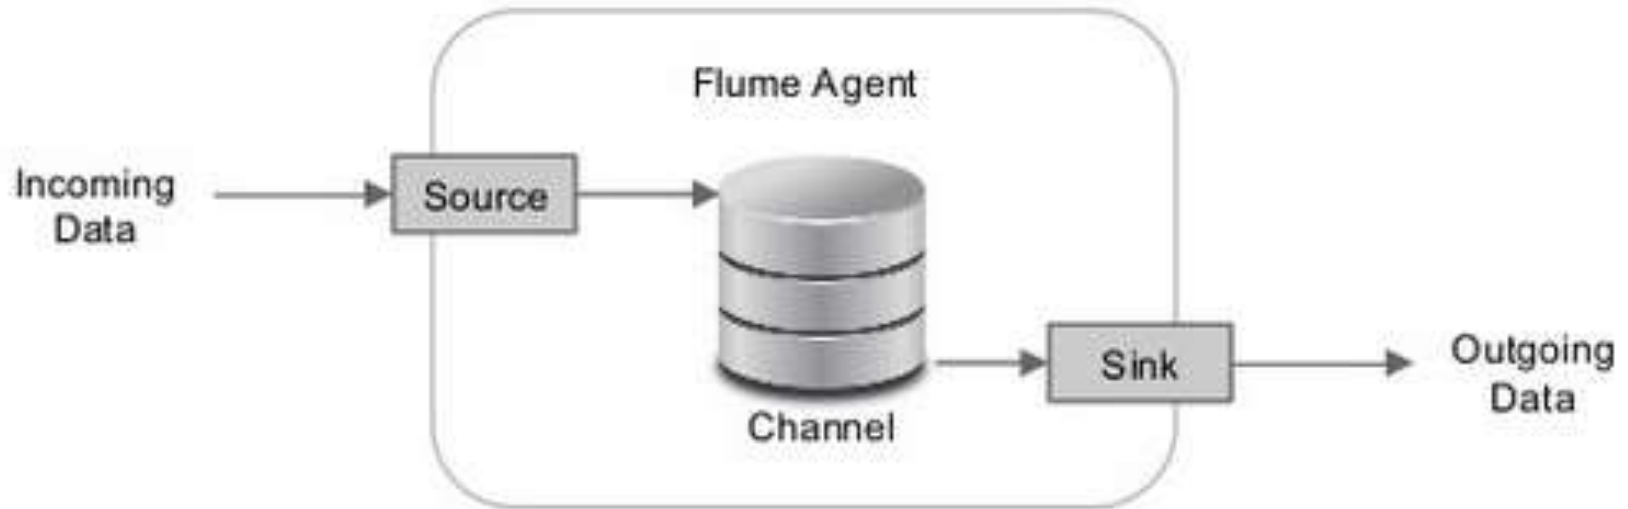 Flume Agent
Incoming
Data
Source
Channel
Sink
Outgoing
Data